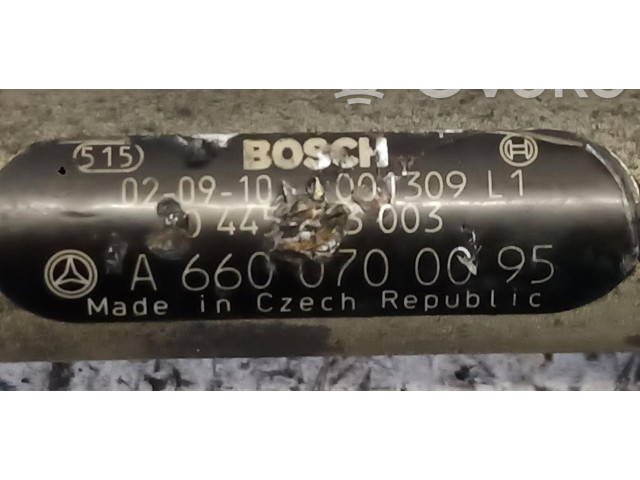 515 BOSCH
02-09-10 001309 L1
003
A 660 070 00 95
Made in Czech Republic